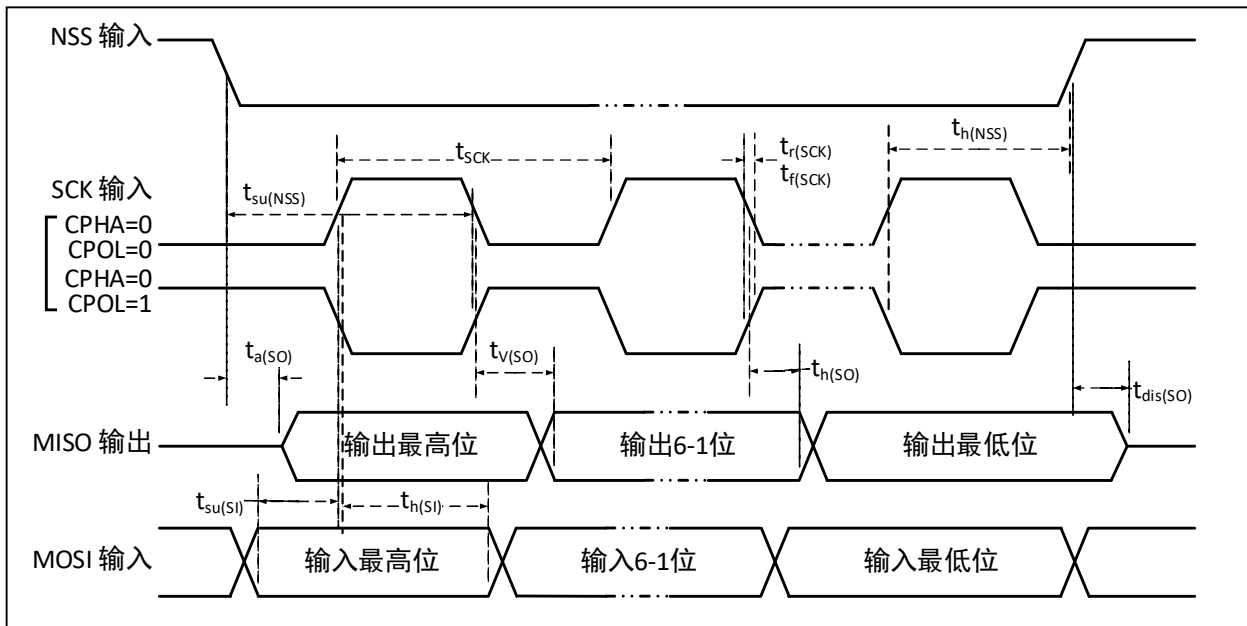 NSS 输入
t_h(NSS)
t_SCK
t_r(SCK)
t_f(SCK)
SCK 输入
t_su(NSS)
CPHA=0
CPOL=0
CPHA=0
CPOL=1
t_a(SO)
t_V(SO)
t_h(SO)
t_dis(SO)
MISO 输出
输出最高位
输出6-1位
输出最低位
t_su(SI)
t_h(SI)
MOSI 输入
输入最高位
输入6-1位
输入最低位